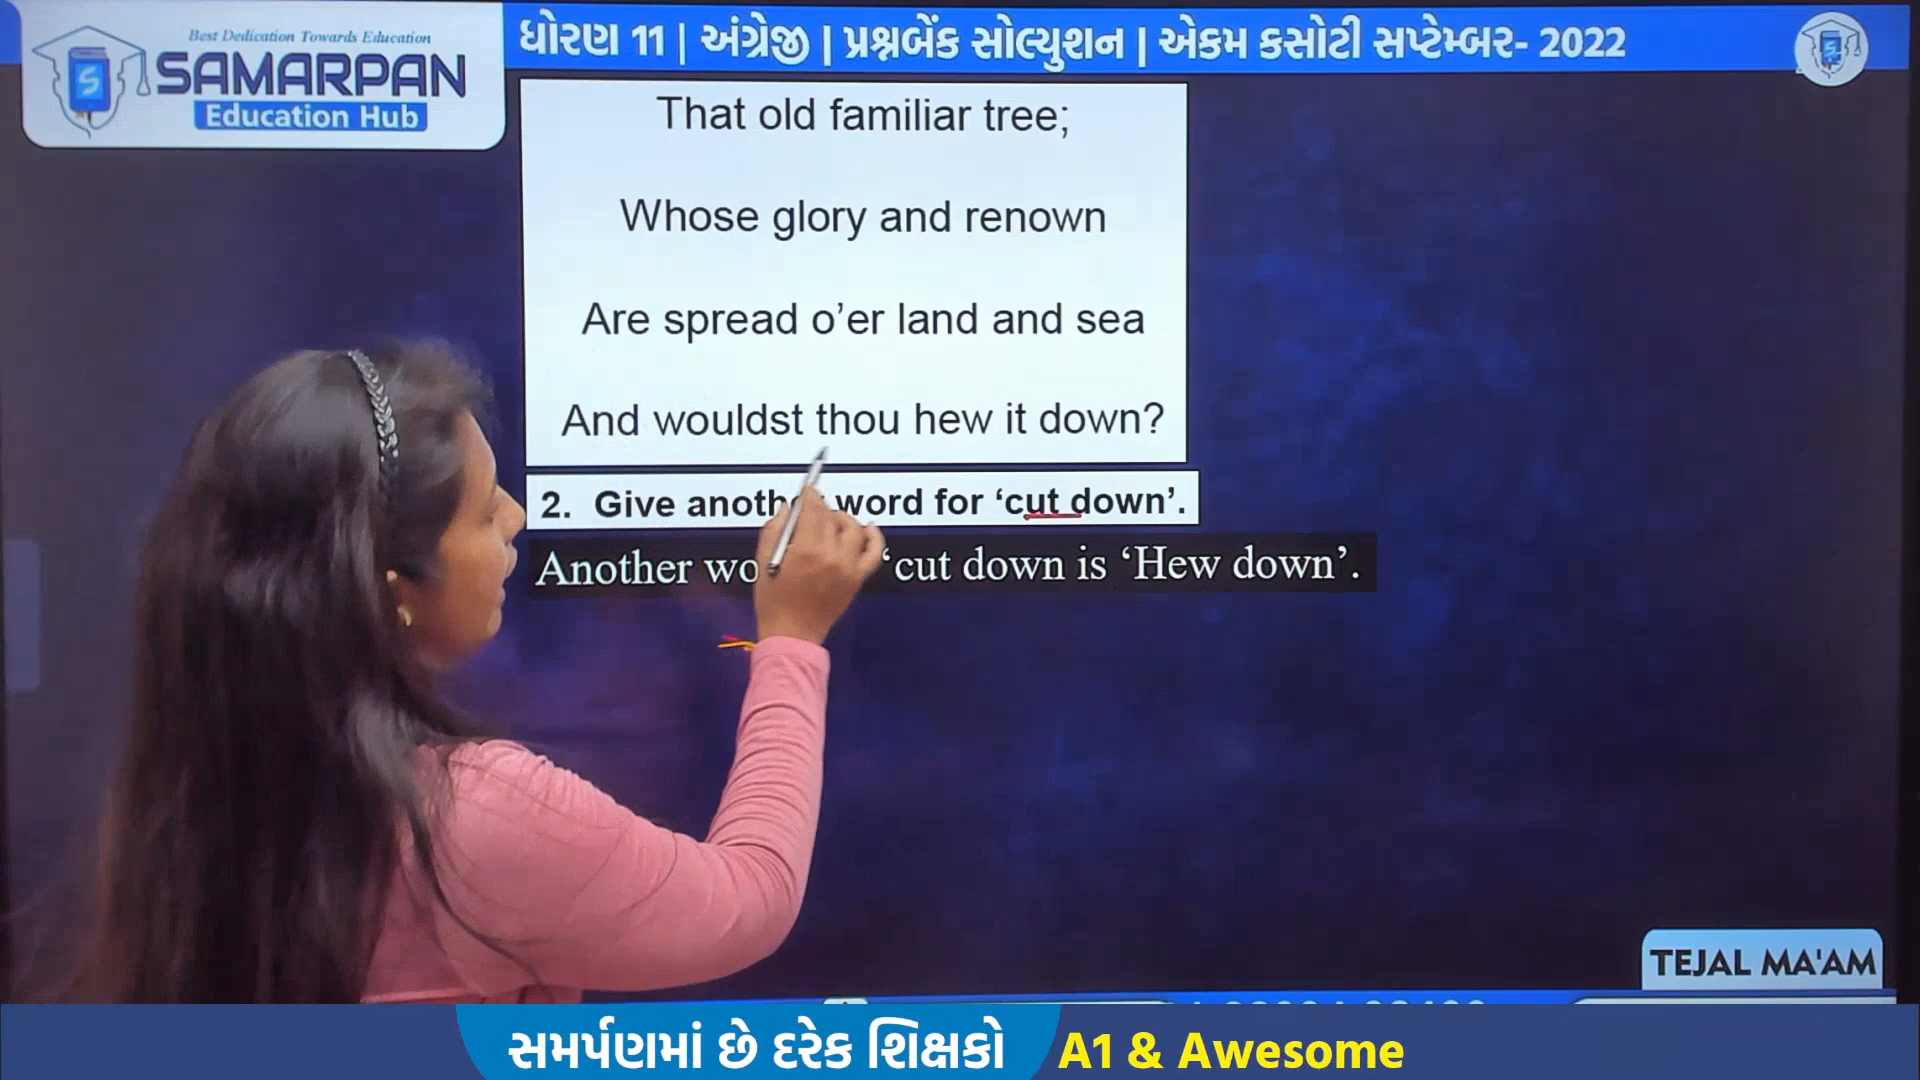 Best Dedication Towards Education
SAMARPAN
Education Hub
ધોરણ 11 | અંગ્રેજી | પ્રશ્નબેંક સોલ્યુશન | એકમ કસોટી સપ્ટેમ્બર- 2022
That old familiar tree;
Whose glory and renown
Are spread o’er land and sea
And wouldst thou hew it down?
2. Give another word for ‘cut down’.
Another ‘cut down is ‘Hew down’.
TEJAL MA'AM
સમર્પણમાં છે દરેક શિક્ષકો A1 & Awesome